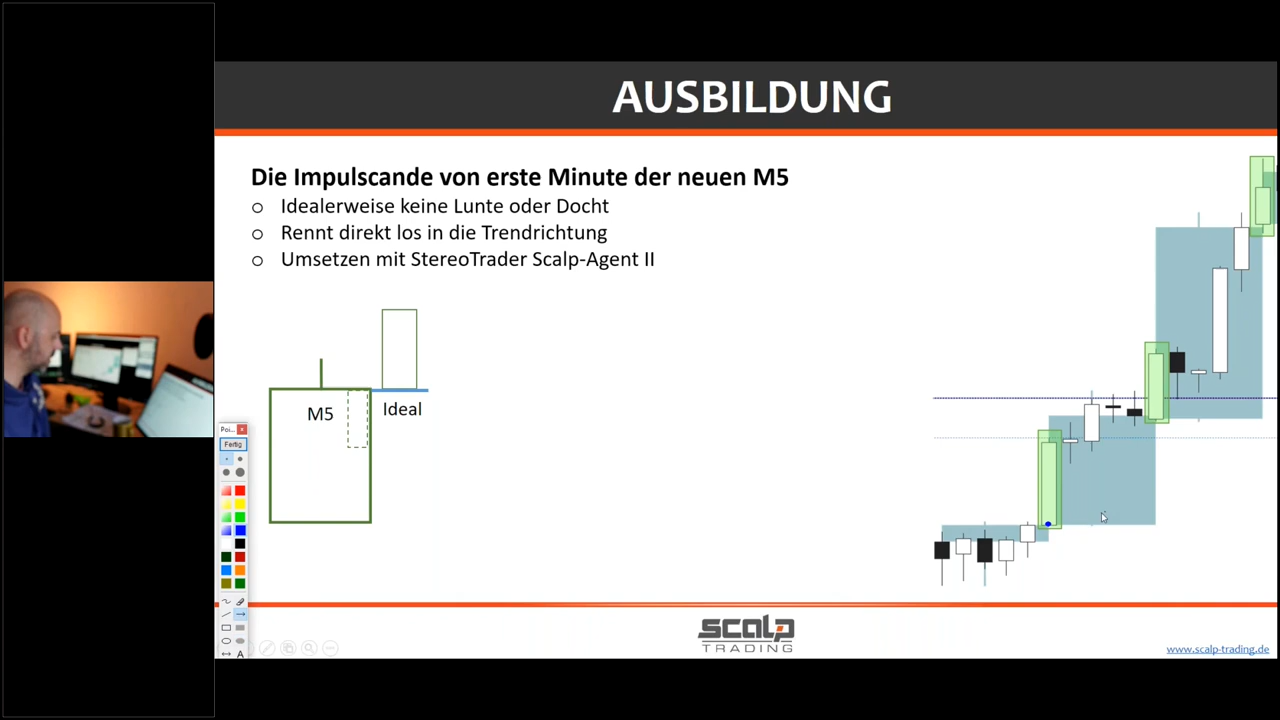 AUSBILDUNG
Die Impulscande von erste Minute der neuen M5
Idealerweise keine Lunte oder Docht
Rennt direkt los in die Trendrichtung
Umsetzen mit StereoTrader Scalp-Agent II
M5
Ideal
Poi...
Fertig
A
scalp
TRADING
www.scalp-trading.de